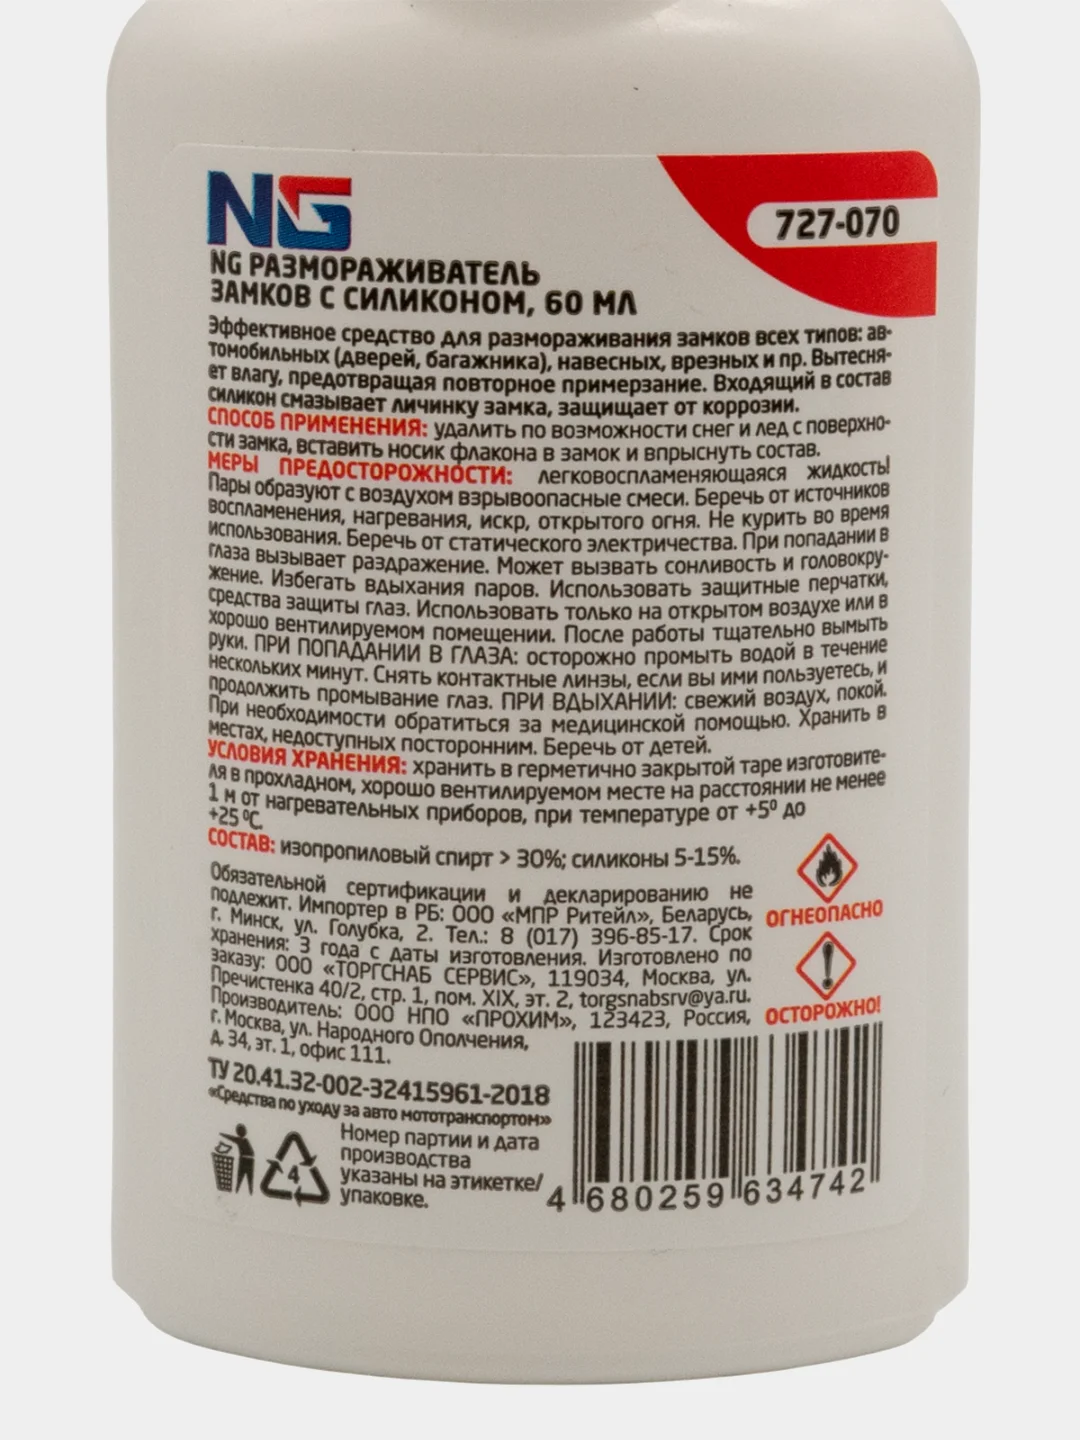 NG
727-070
NG РАЗМОРАЖИВАТЕЛЬ
ЗАМКОВ С СИЛИКОНОМ, 60 МЛ
Эффективное средство для размораживания замков всех типов: ав-
томобильных (дверей, багажника), навесных, врезных и пр. Вытесня-
ет влагу, предотвращая повторное примерзание. Входящий в состав
силикон смазывает личинку замка, защищает от коррозии.
СПОСОБ ПРИМЕНЕНИЯ: удалить по возможности снег и лед с поверхно-
сти замка, вставить носик флакона в замок и впрыснуть состав.
МЕРЫ ПРЕДОСТОРОЖНОСТИ: легковоспламеняющаяся жидкость!
Пары образуют с воздухом взрывоопасные смеси. Беречь от источников
воспламенения, нагревания, искр, открытого огня. Не курить во время
использования. Беречь от статического электричества. При попадании в
глаза вызывает раздражение. Может вызвать сонливость и головокру-
жение. Избегать вдыхания паров. Использовать защитные перчатки,
средства защиты глаз. Использовать только на открытом воздухе или в
хорошо вентилируемом помещении. После работы тщательно вымыть
руки. ПРИ ПОПАДАНИИ В ГЛАЗА: осторожно промыть водой в течение
нескольких минут. Снять контактные линзы, если вы ими пользуетесь, и
продолжить промывание глаз. ПРИ ВДЫХАНИИ: свежий воздух, покой.
При необходимости обратиться за медицинской помощью. Хранить в
местах, недоступных посторонним. Беречь от детей.
УСЛОВИЯ ХРАНЕНИЯ: хранить в герметично закрытой таре изготовите-
ля в прохладном, хорошо вентилируемом месте на расстоянии не менее
1 м от нагревательных приборов, при температуре от +5⁰ до
+25 ⁰С.
СОСТАВ: изопропиловый спирт > 30%; силиконы 5-15%.
Обязательной сертификации и декларированию не
подлежит. Импортер в РБ: ООО «МПР Ритейл», Беларусь,
г. Минск, ул. Голубка, 2. Тел.: 8 (017) 396-85-17. Срок
хранения: 3 года с даты изготовления. Изготовлено по
заказу: ООО «ТОРГСНАБ СЕРВИС», 119034, Москва, ул.
Пречистенка 40/2, стр. 1, пом. XIX, эт. 2, torgsnabsrv@ya.ru.
Производитель: ООО НПО «ПРОХИМ», 123423, Россия,
г. Москва, ул. Народного Ополчения,
д. 34, эт. 1, офис 111.
ОГНЕОПАСНО
ОСТОРОЖНО!
ТУ 20.41.32-002-32415961-2018
«Средства по уходу за авто мототранспортом»
4
Номер партии и дата
производства
указаны на этикетке/
упаковке.
4 680259 634742